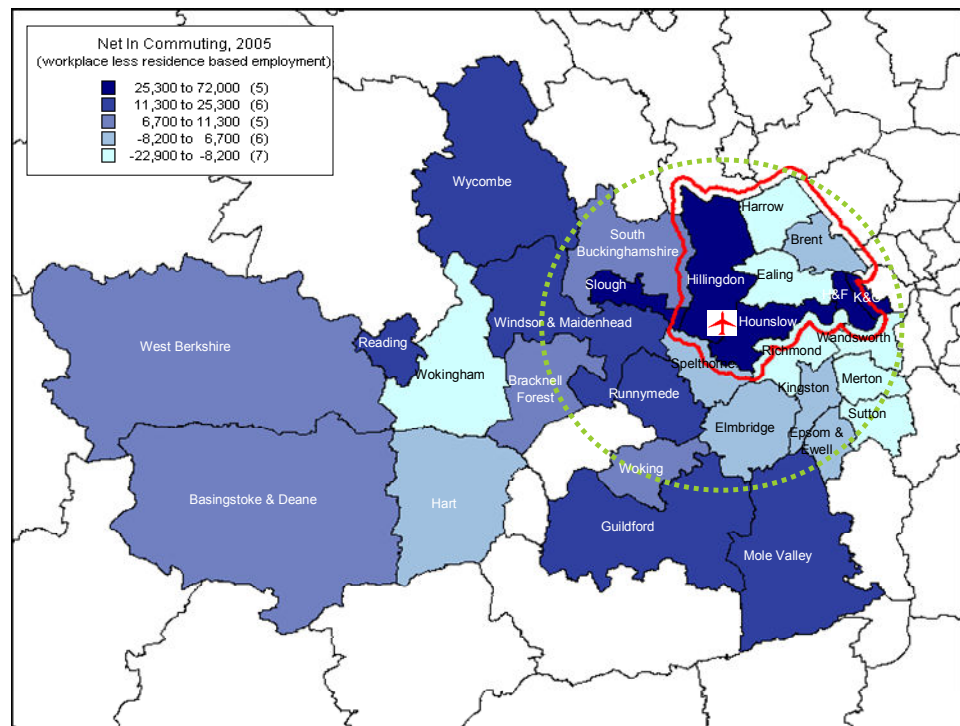 Net In Commuting, 2005
(workplace less residence based employment)
25,300 to 72,000 (5)
11,300 to 25,300 (6)
6,700 to 11,300 (5)
-8,200 to 6,700 (6)
-22,900 to -8,200 (7)
Wycombe
Harrow
South
Buckinghamshire
Brent
Hillingdon
Ealing
Slough
&F
K&C
Windsor & Maidenhead
Hounslow
West Berkshire
Reading
Wandsworth
Richmond
Spelthorne
Wokingham
Bracknell
Forest
Runnymede
Kingston
Merton
Sutton
Elmbridge
Epsom &
Ewell
Woking
Basingstoke & Deane
Hart
Guildford
Mole Valley